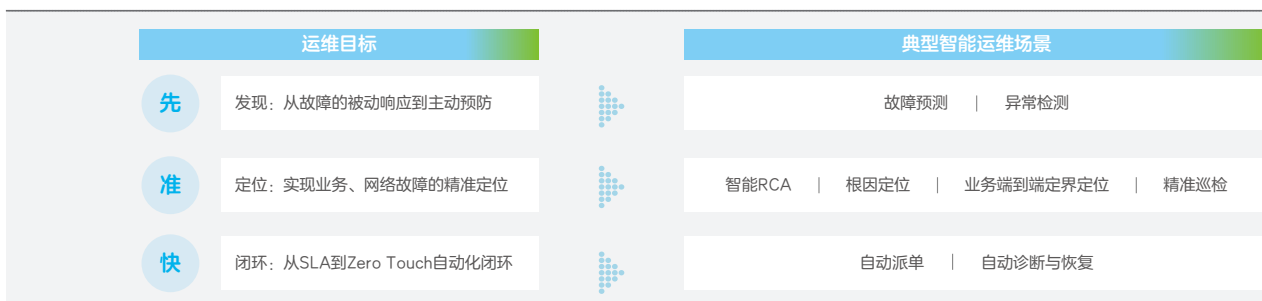 运维目标
典型智能运维场景
先
发现：从故障的被动响应到主动预防
故障预测 | 异常检测
准
定位：实现业务、网络故障的精准定位
智能RCA | 根因定位 | 业务端到端定界定位 | 精准巡检
快
闭环：从SLA到Zero Touch自动化闭环
自动派单 | 自动诊断与恢复